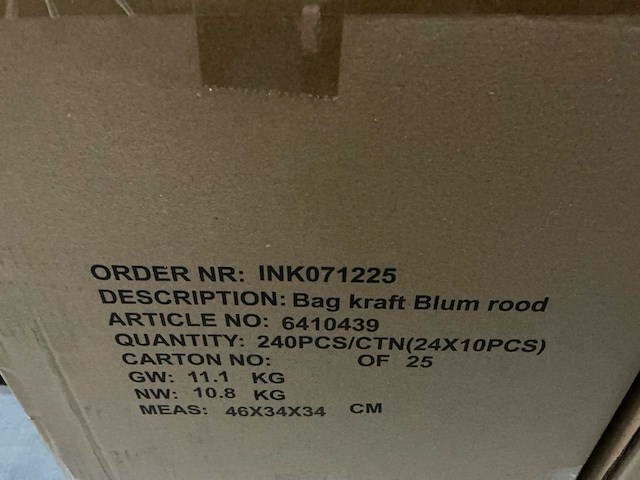 ORDER NR: INK071225
DESCRIPTION: Bag kraft Blum rood
ARTICLE NO: 6410439
QUANTITY: 240PCS/CTN(24X10PCS)
CARTON NO: OF 25
GW: 11.1 KG
NW: 10.8 KG
MEAS: 46X34X34 CM